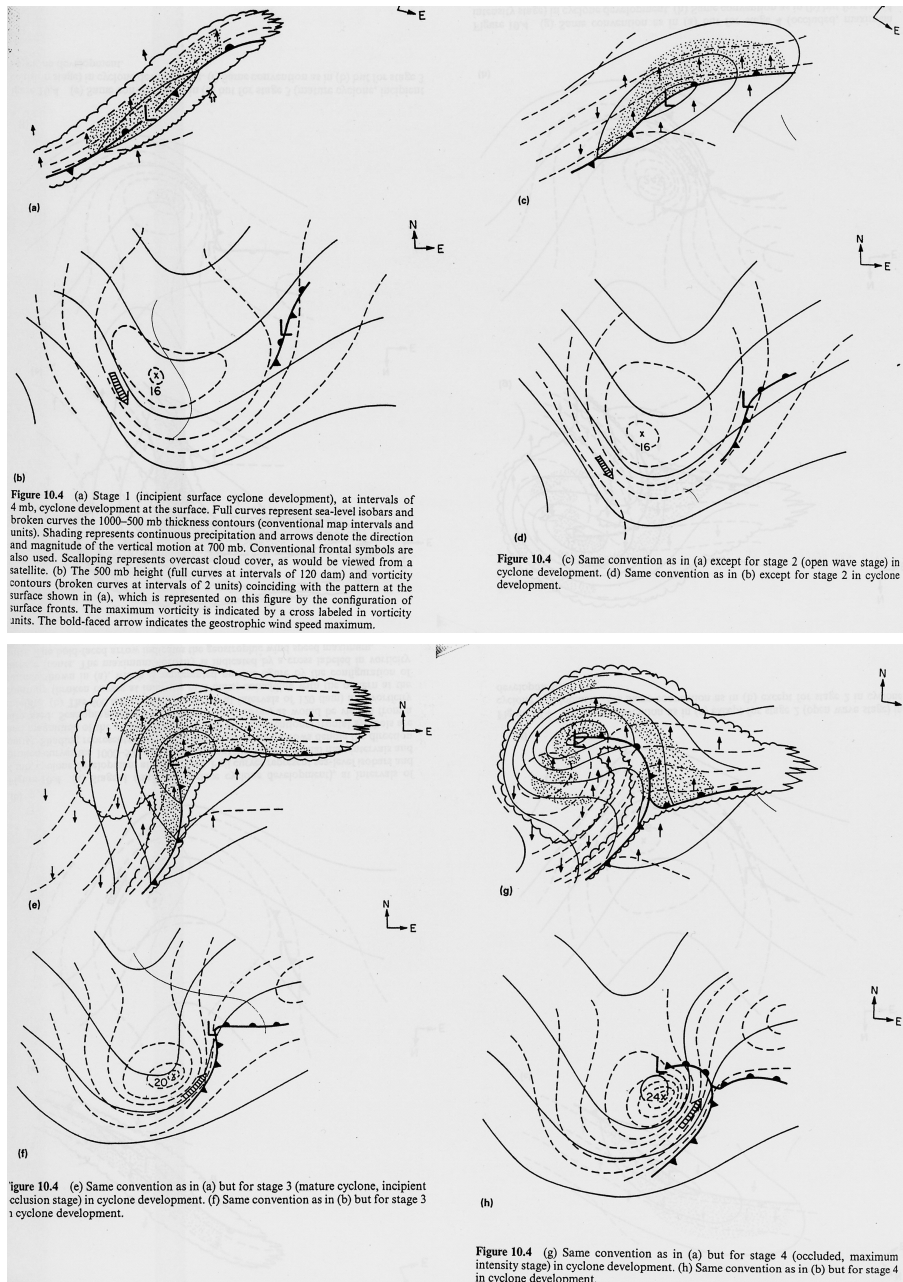 E
L
(a)
N
E
L
x
16
(b)
Figure 10.4 (a) Stage 1 (incipient surface cyclone development), at intervals of
4 mb, cyclone development at the surface. Full curves represent sea-level isobars and
broken curves the 1000–500 mb thickness contours (conventional map intervals and
units). Shading represents continuous precipitation and arrows denote the direction
and magnitude of the vertical motion at 700 mb. Conventional frontal symbols are
also used. Scalloping represents overcast cloud cover, as would be viewed from a
satellite. (b) The 500 mb height (full curves at intervals of 120 dam) and vorticity
contours (broken curves at intervals of 2 units) coinciding with the pattern at the
surface shown in (a), which is represented on this figure by the configuration of
surface fronts. The maximum vorticity is indicated by a cross labeled in vorticity
units. The bold-faced arrow indicates the geostrophic wind speed maximum.
E
L
(c)
N
E
L
x
16
(d)
Figure 10.4 (c) Same convention as in (a) except for stage 2 (open wave stage) in
cyclone development. (d) Same convention as in (b) except for stage 2 in cyclone
development.
N
E
L
(e)
N
E
L
20 x
(f)
igure 10.4 (e) Same convention as in (a) but for stage 3 (mature cyclone, incipient
cclusion stage) in cyclone development. (f) Same convention as in (b) but for stage 3
cyclone development.
N
L
(g)
N
E
L
24x
(h)
Figure 10.4 (g) Same convention as in (a) but for stage 4 (occluded, maximum
intensity stage) in cyclone development. (h) Same convention as in (b) but for stage 4
in cyclone development.